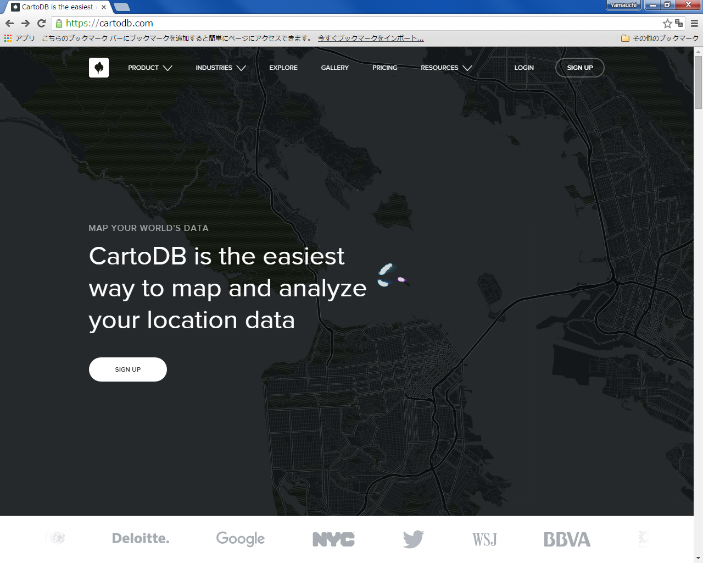 CartoDB is the easiest
Yamauchi
https://cartodb.com
アプリ こちらのブックマーク バーにブックマークを追加すると簡単にページにアクセスできます。 今すぐブックマークをインポート... その他のブックマーク
PRODUCT INDUSTRIES EXPLORE GALLERY PRICING RESOURCES LOGIN SIGN UP
MAP YOUR WORLD'S DATA
CartoDB is the easiest
way to map and analyze
your location data
SIGN UP
Deloitte. Google NYC WSJ BBVA